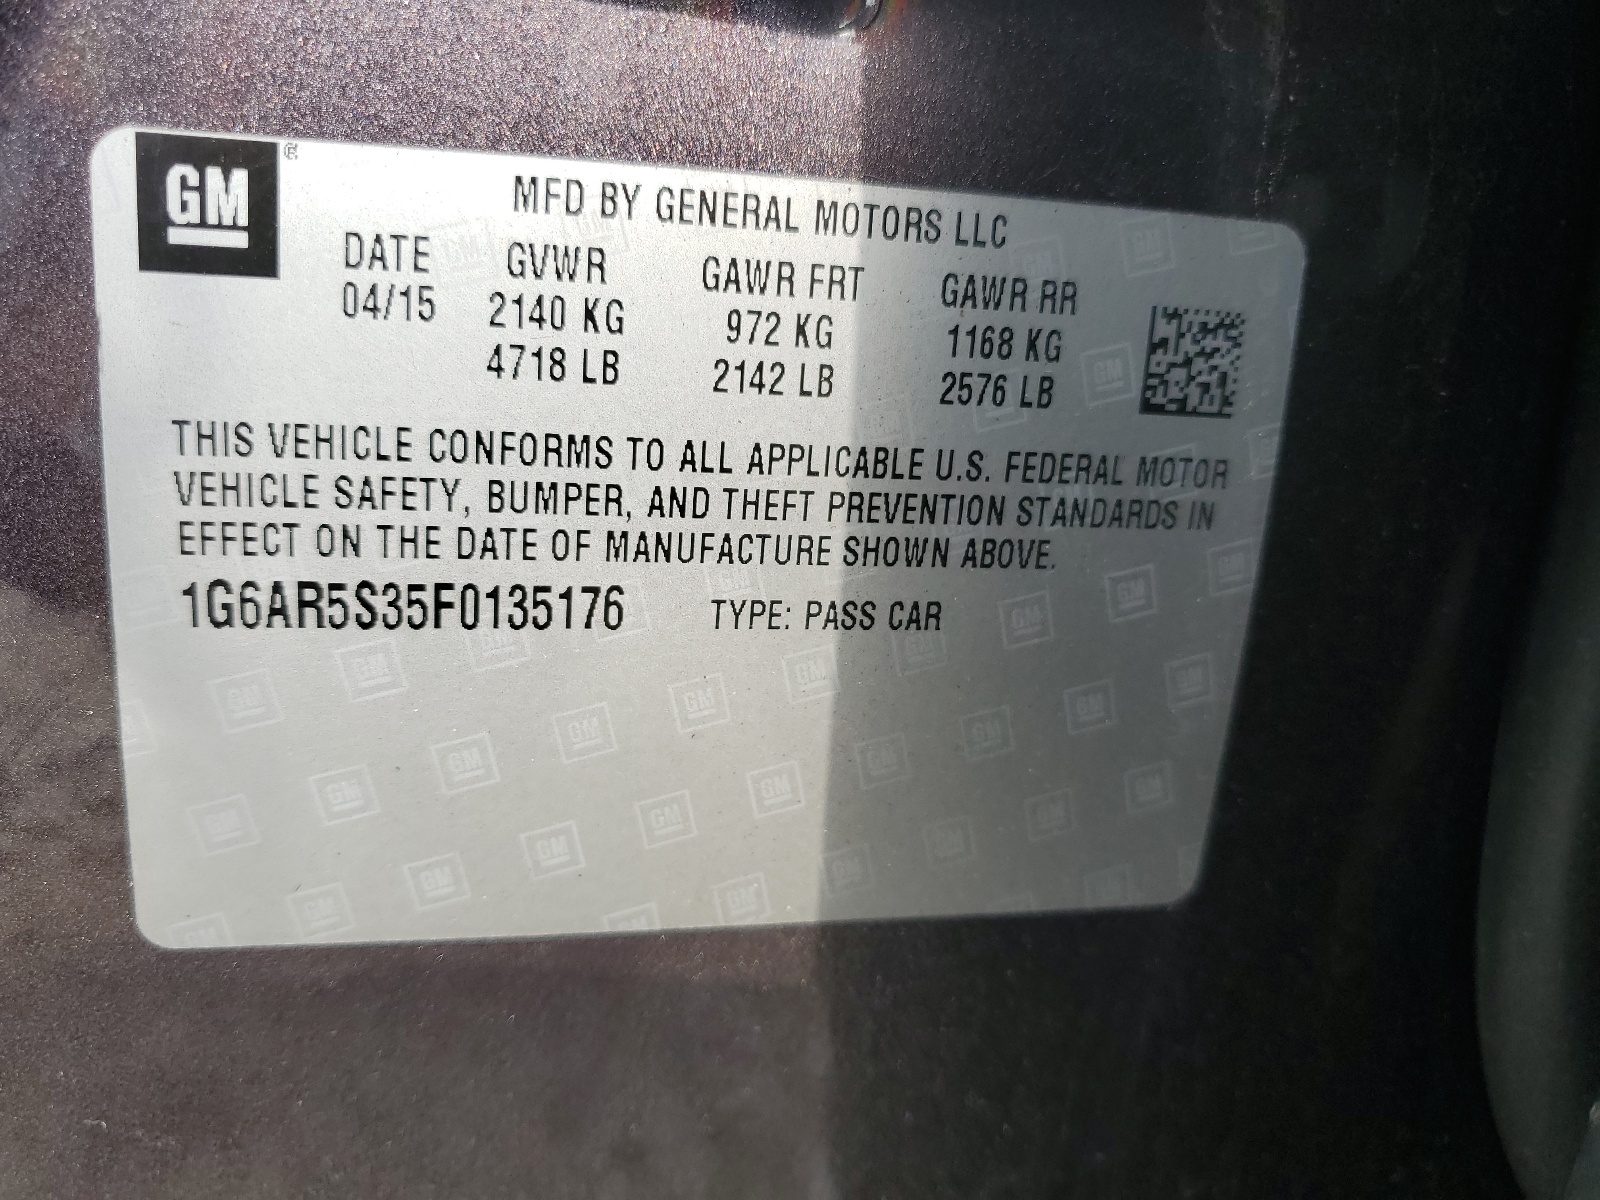 GM
MFD BY GENERAL MOTORS LLC
DATE GVWR GAWR FRT GAWR RR
04/15 2140 KG 972 KG 1168 KG
4718 LB 2142 LB 2576 LB
THIS VEHICLE CONFORMS TO ALL APPLICABLE U.S. FEDERAL MOTOR
VEHICLE SAFETY, BUMPER, AND THEFT PREVENTION STANDARDS IN
EFFECT ON THE DATE OF MANUFACTURE SHOWN ABOVE.
1G6AR5S35F0135176 TYPE: PASS CAR